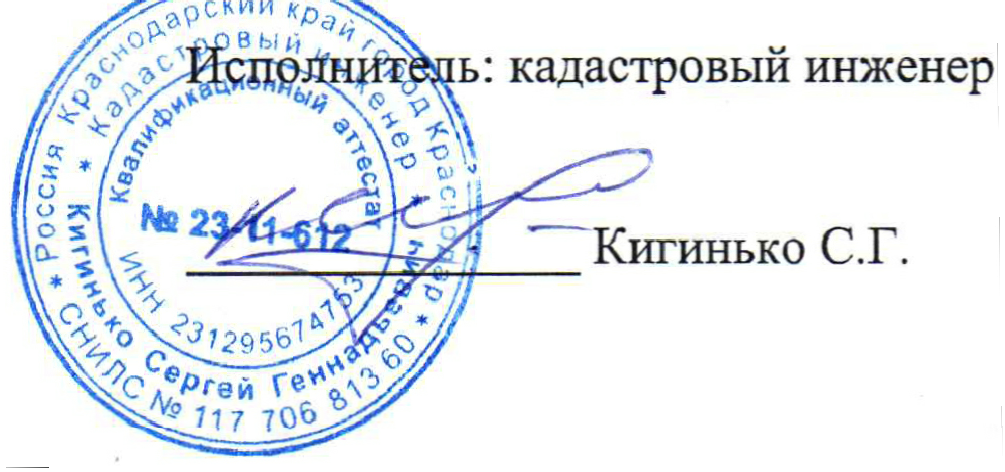 Исполнитель: кадастровый инженер
Кигинько С.Г.
* Россия Краснодарский край город Краснодар *
СНИЛС № 117 706 813 60
* Кадастровый инженер *
Кигинько Сергей Геннадьевич
Квалификационный аттестат
№ 23-11-612
ИНН 231295674753